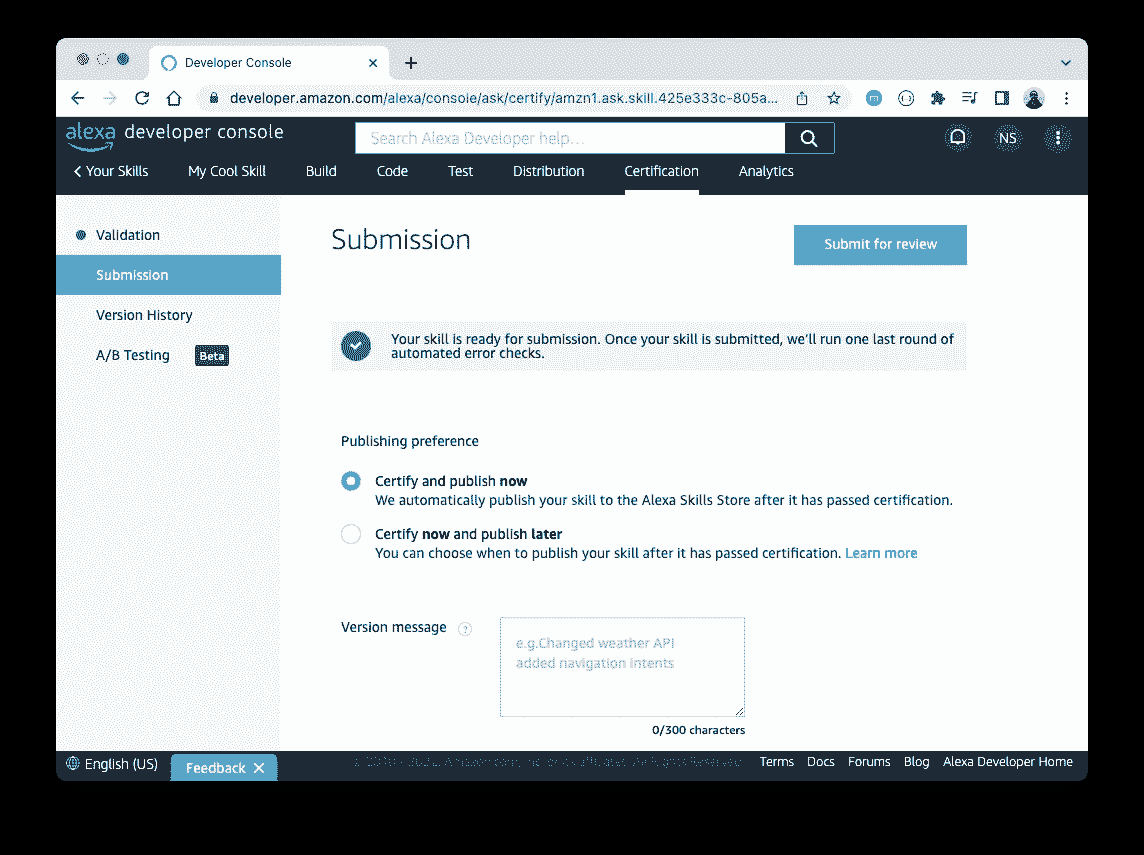 Developer Console
developer.amazon.com/alexa/console/ask/certify/amzn1.ask.skill.425e333c-805a...
alexa developer console
Search Alexa Developer help...
NS
Your Skills My Cool Skill Build Code Test Distribution Certification Analytics
Validation
Submission
Version History
A/B Testing Beta
Submission
Submit for review
Your skill is ready for submission. Once your skill is submitted, we'll run one last round of
automated error checks.
Publishing preference
Certify and publish now
We automatically publish your skill to the Alexa Skills Store after it has passed certification.
Certify now and publish later
You can choose when to publish your skill after it has passed certification. Learn more
Version message ?
e.g.Changed weather API
added navigation intents
0/300 characters
English (US)
Feedback
Amazon.com, Inc. All Rights Reserved
Terms Docs Forums Blog Alexa Developer Home